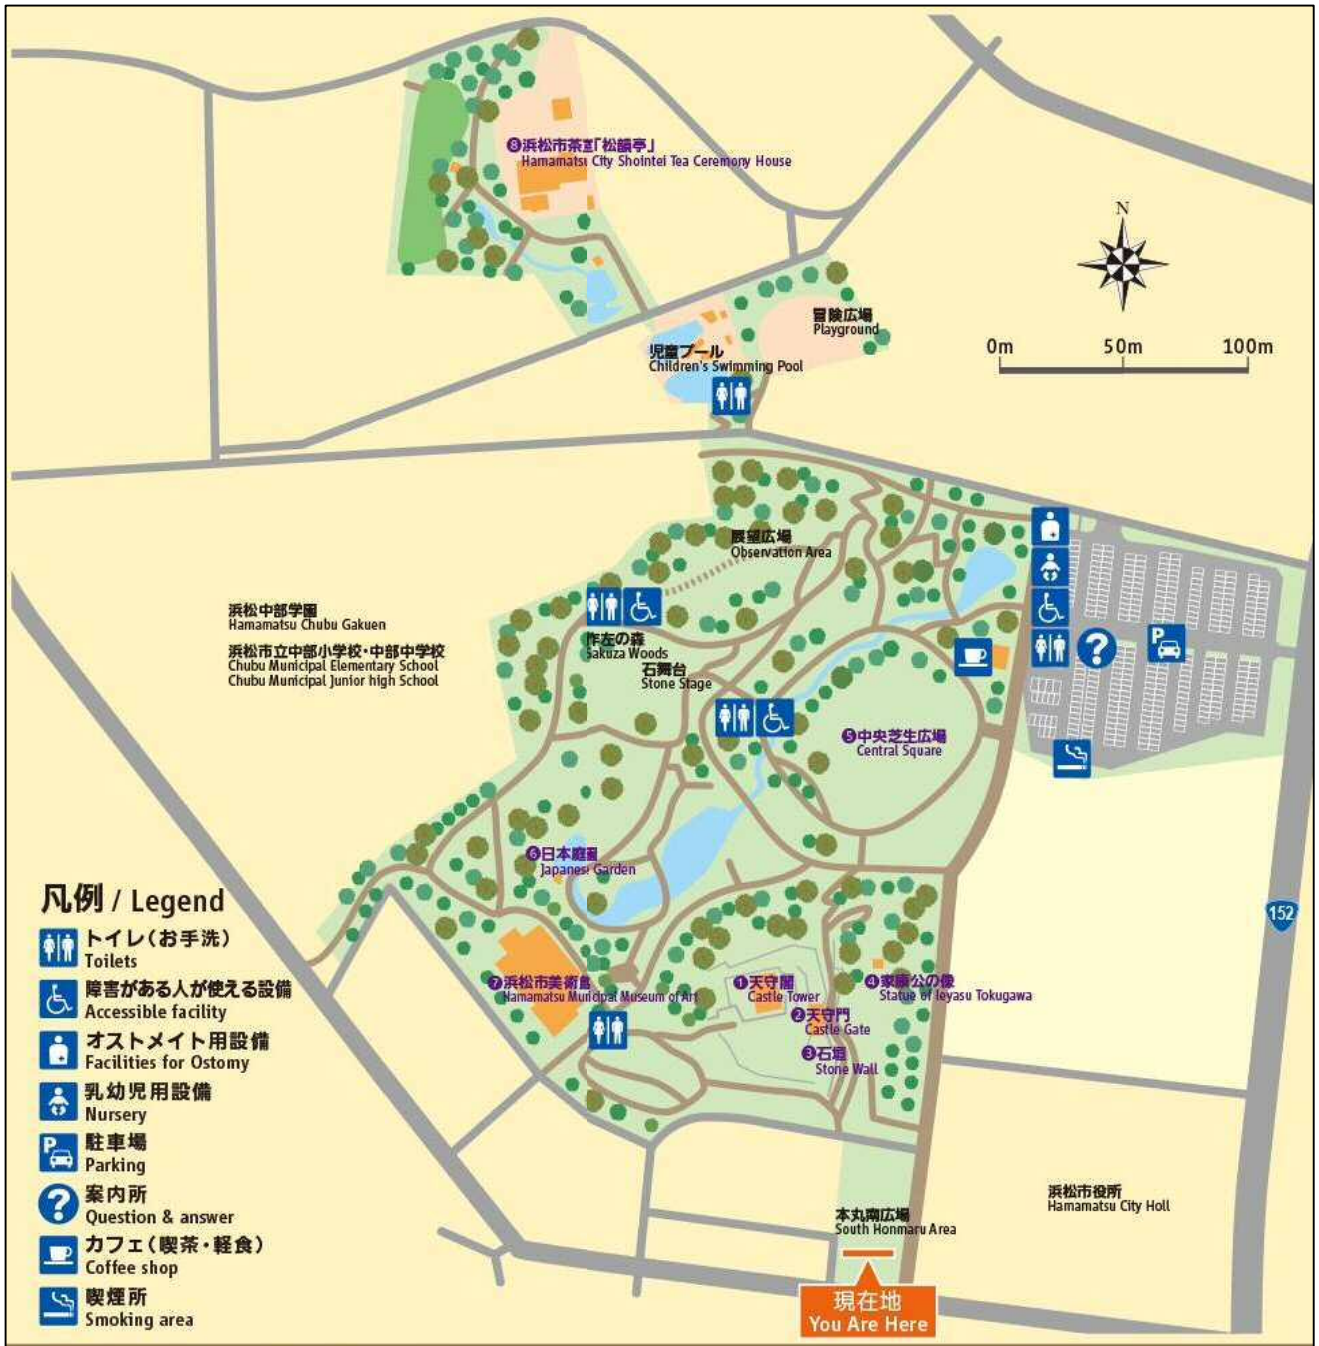 ❽浜松市茶室「松韻亭」
Hamamatsu City Shointei Tea Ceremony House
N
冒険広場
Playground
0m 50m 100m
児童プール
Children's Swimming Pool
展望広場
Observation Area
浜松中部学園
Hamamatsu Chubu Gakuen
浜松市立中部小学校・中部中学校
Chubu Municipal Elementary School
Chubu Municipal Junior high School
作左の森
Sakuza Woods
石舞台
Stone Stage
?
P
❺中央芝生広場
Central Square
❻日本庭園
Japanese Garden
152
❼浜松市美術館
Hamamatsu Municipal Museum of Art
❶天守閣
Castle Tower
❷天守門
Castle Gate
❸石垣
Stone Wall
❹家康公の像
Statue of Ieyasu Tokugawa
浜松市役所
Hamamatsu City Holl
本丸南広場
South Honmaru Area
現在地
You Are Here
凡例 / Legend
トイレ（お手洗）
Toilets
障害がある人が使える設備
Accessible facility
オストメイト用設備
Facilities for Ostomy
乳幼児用設備
Nursery
P
駐車場
Parking
?
案内所
Question & answer
カフェ（喫茶・軽食）
Coffee shop
喫煙所
Smoking area